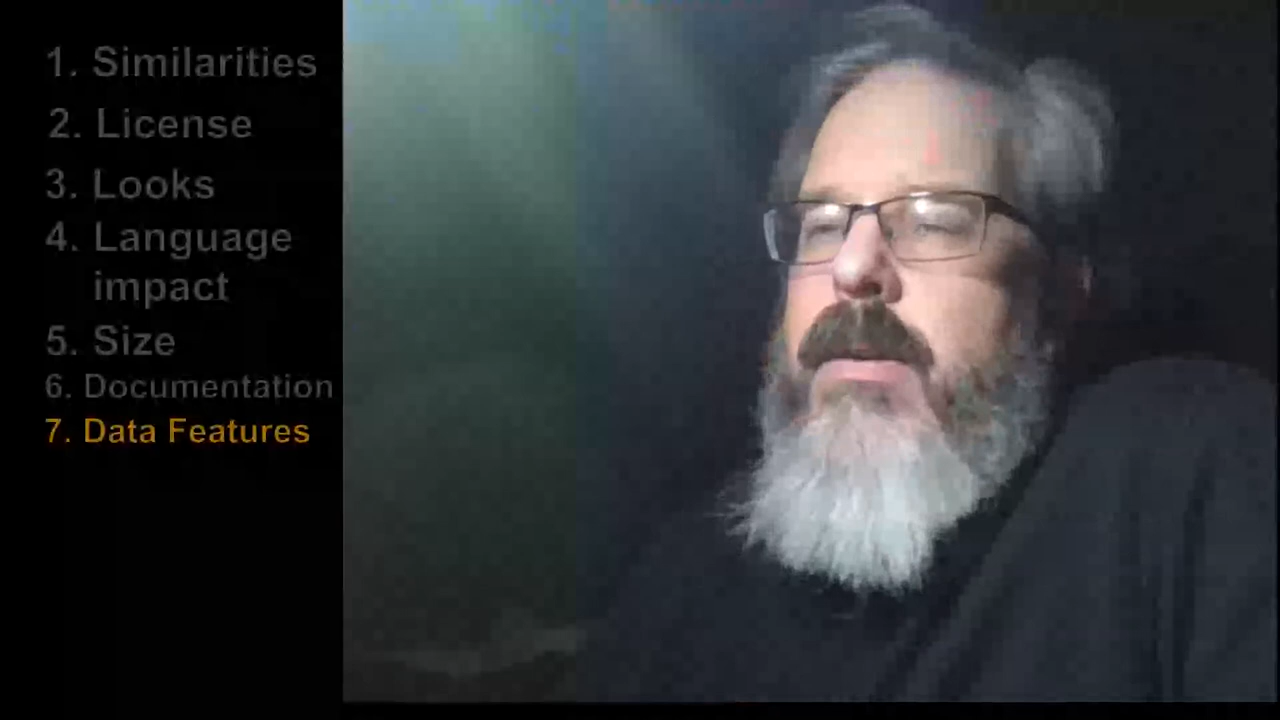 1. Similarities
2. License
3. Looks
4. Language
impact
5. Size
6. Documentation
7. Data Features